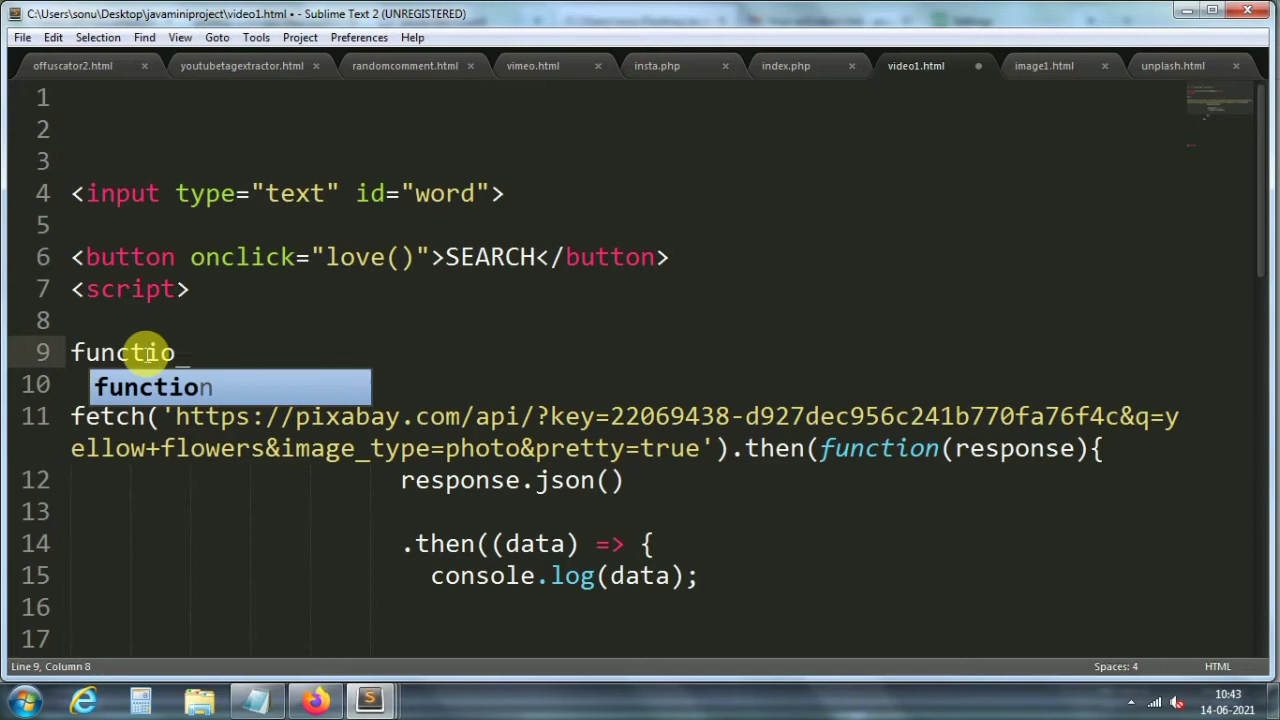 C:\Users\sonu\Desktop\javaminiproject\video1.html • - Sublime Text 2 (UNREGISTERED)
File Edit Selection Find View Goto Tools Project Preferences Help
offuscator2.html youtubetagextractor.html randomcomment.html vimeo.html insta.php index.php video1.html image1.html unplash.html
1
2
3
4 <input type="text" id="word">
5
6 <button onclick="love()">SEARCH</button>
7 <script>
8
9 functio
function
10
11 fetch('https://pixabay.com/api/?key=22069438-d927dec956c241b770fa76f4c&q=y
ellow+flowers&image_type=photo&pretty=true').then(function(response){
12 response.json()
13
14 .then((data) => {
15 console.log(data);
16
17
Line 9, Column 8 Spaces: 4 HTML
10:43
14-06-2021